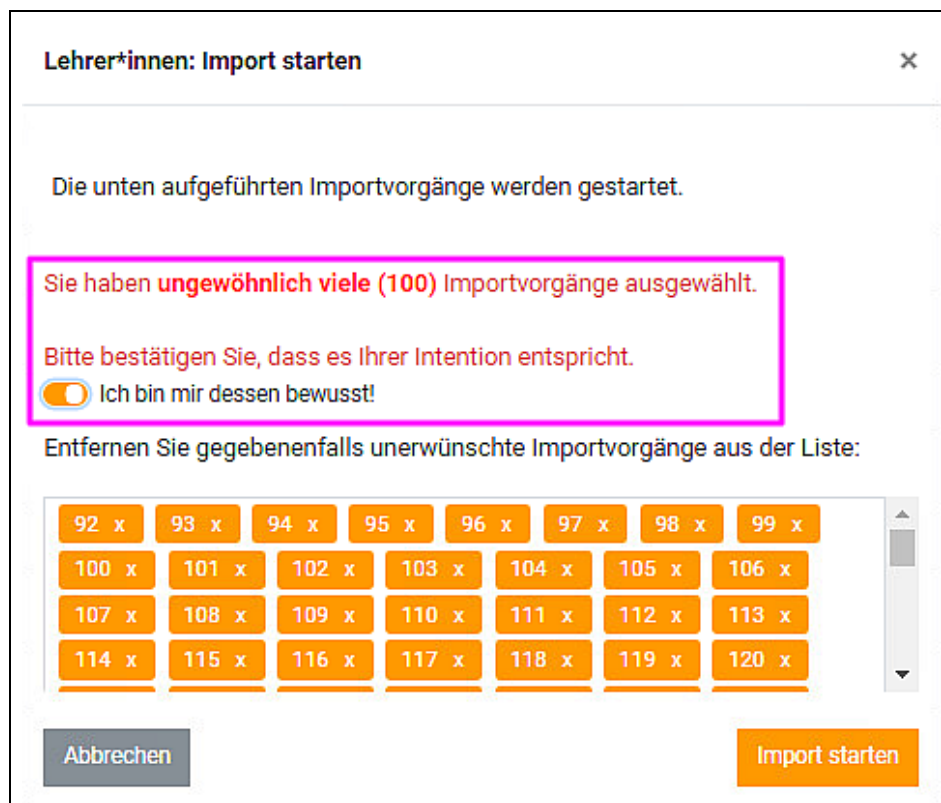 Lehrer*innen: Import starten ×
Die unten aufgeführten Importvorgänge werden gestartet.
Sie haben ungewöhnlich viele (100) Importvorgänge ausgewählt.
Bitte bestätigen Sie, dass es Ihrer Intention entspricht.
Ich bin mir dessen bewusst!
Entfernen Sie gegebenenfalls unerwünschte Importvorgänge aus der Liste:
92 x 93 x 94 x 95 x 96 x 97 x 98 x 99 x
100 x 101 x 102 x 103 x 104 x 105 x 106 x
107 x 108 x 109 x 110 x 111 x 112 x 113 x
114 x 115 x 116 x 117 x 118 x 119 x 120 x
Abbrechen Import starten